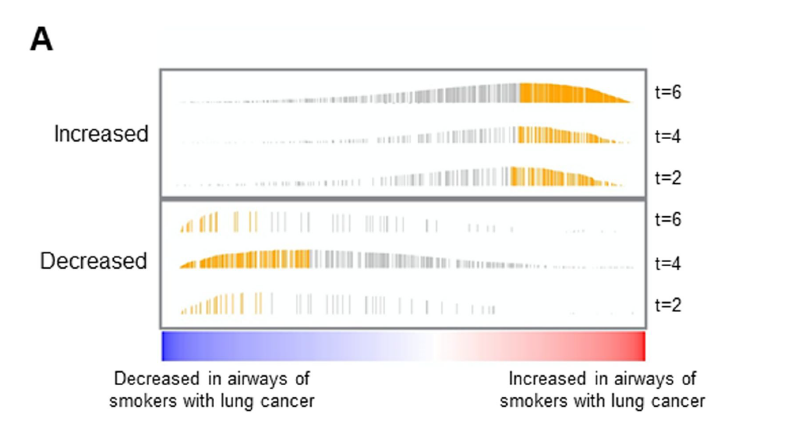 A
Increased
t=6
t=4
t=2
Decreased
t=6
t=4
t=2
Decreased in airways of
smokers with lung cancer
Increased in airways of
smokers with lung cancer